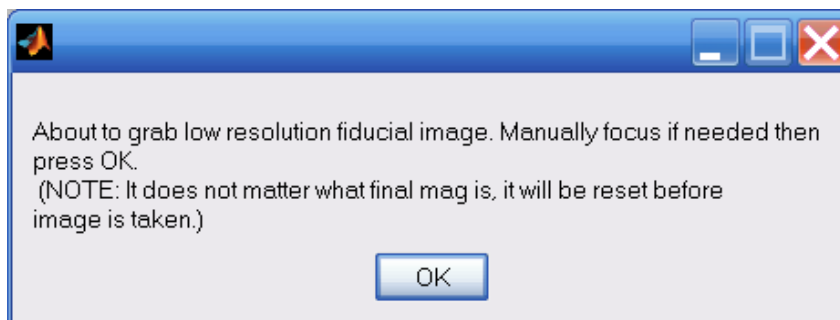 About to grab low resolution fiducial image. Manually focus if needed then
press OK.
(NOTE: It does not matter what final mag is, it will be reset before
image is taken.)
OK